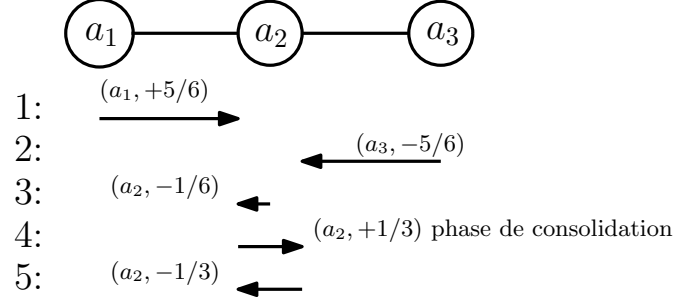 a₁ a₂ a₃
1: (a₁, +5/6)
2: (a₃, −5/6)
3: (a₂, −1/6)
4: (a₂, +1/3) phase de consolidation
5: (a₂, −1/3)